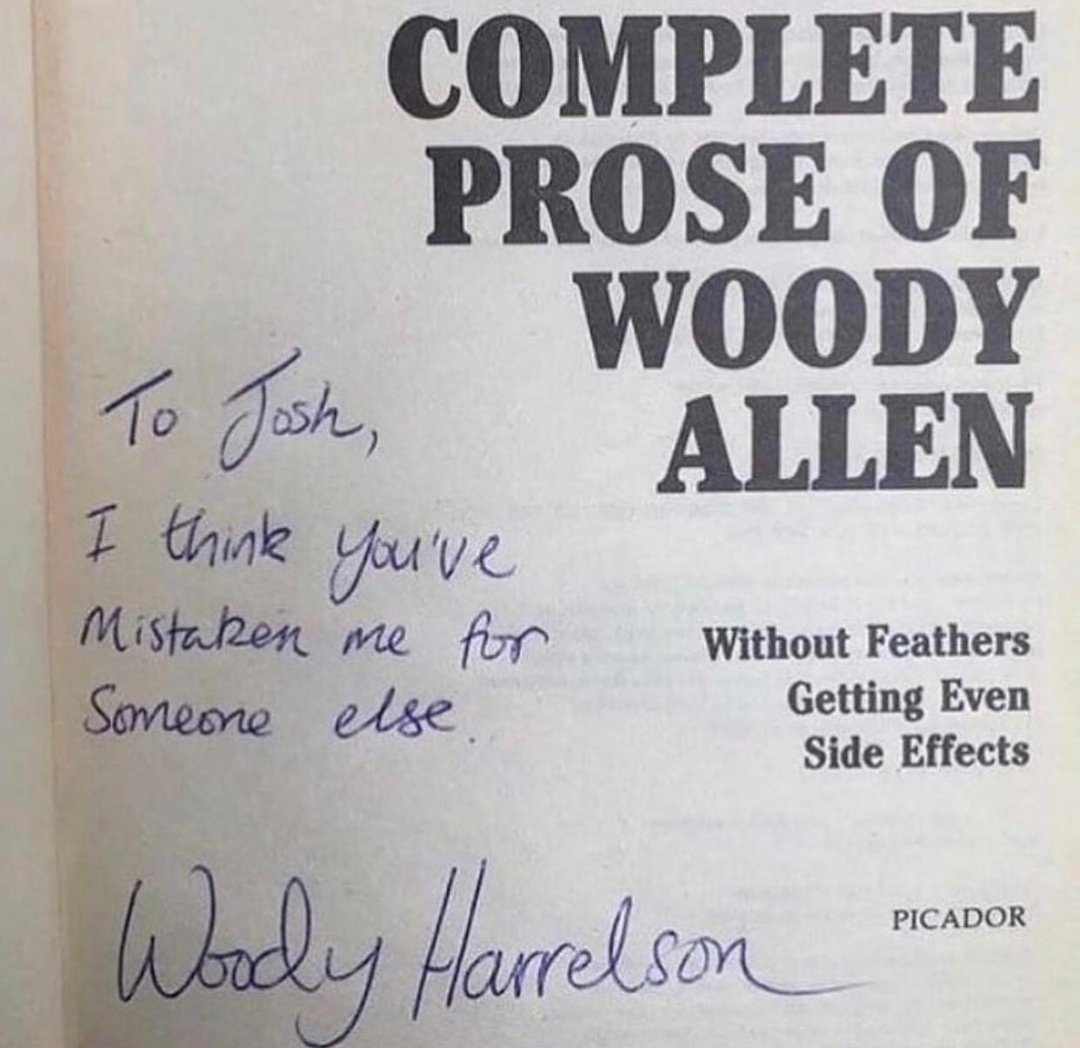 COMPLETE
PROSE OF
WOODY
ALLEN
To Josh,
I think you've
Mistaken me for
Someone else.
Without Feathers
Getting Even
Side Effects
Woody Harrelson
PICADOR